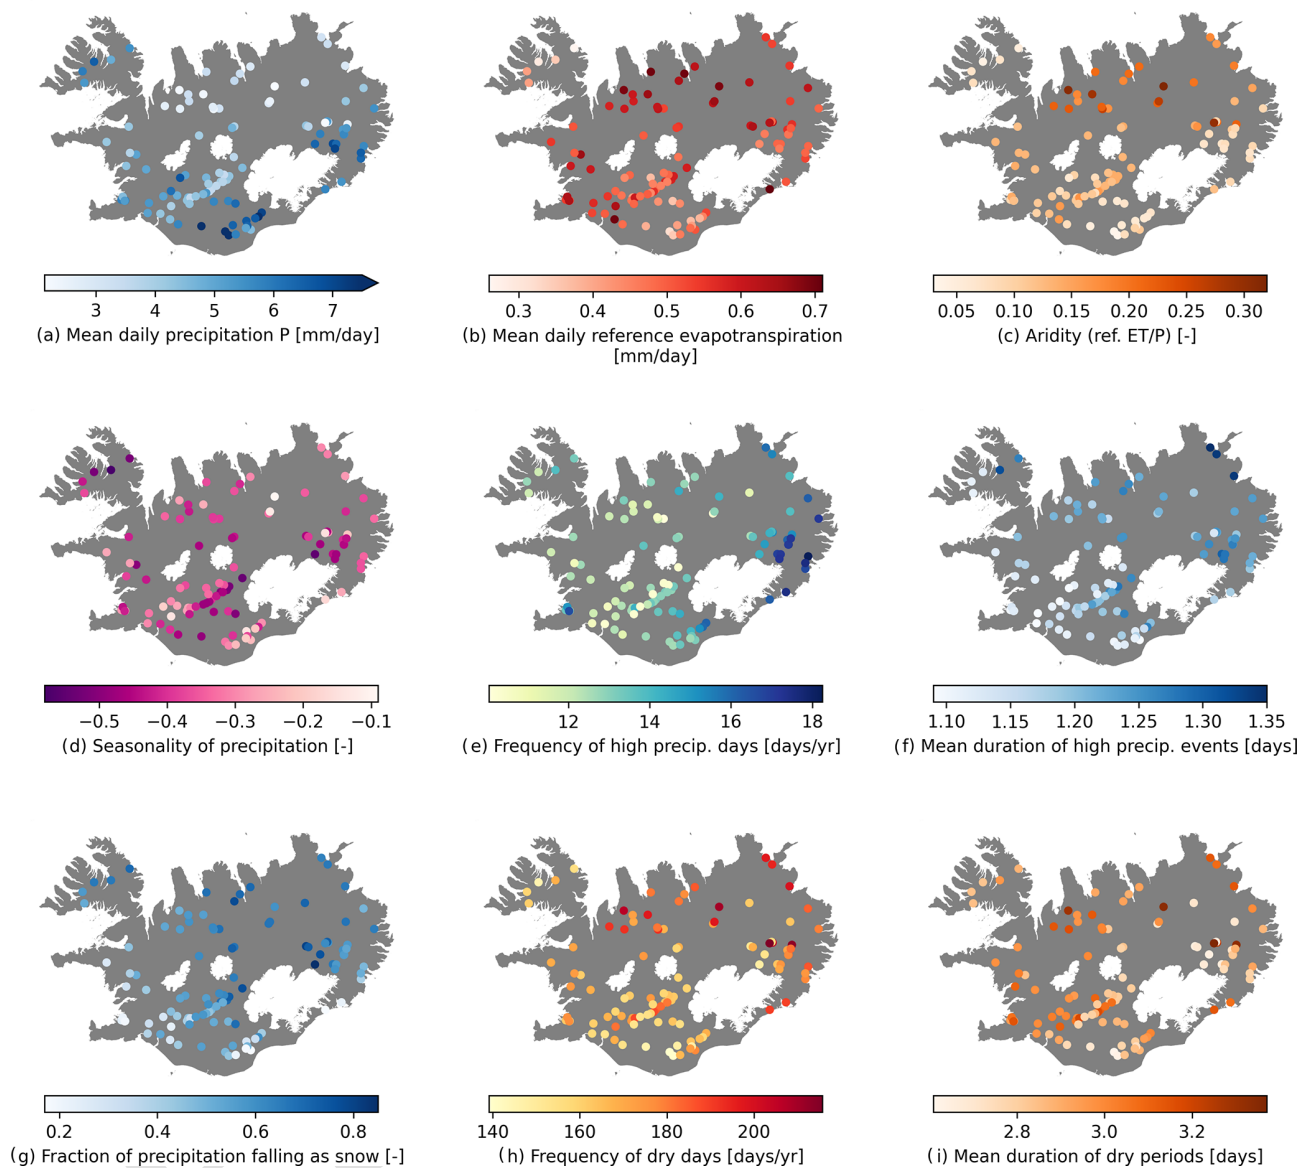 3 4 5 6 7
(a) Mean daily precipitation P [mm/day]
0.3 0.4 0.5 0.6 0.7
(b) Mean daily reference evapotranspiration
[mm/day]
0.05 0.10 0.15 0.20 0.25 0.30
(c) Aridity (ref. ET/P) [-]
−0.5 −0.4 −0.3 −0.2 −0.1
(d) Seasonality of precipitation [-]
12 14 16 18
(e) Frequency of high precip. days [days/yr]
1.10 1.15 1.20 1.25 1.30 1.35
(f) Mean duration of high precip. events [days]
0.2 0.4 0.6 0.8
(g) Fraction of precipitation falling as snow [-]
140 160 180 200
(h) Frequency of dry days [days/yr]
2.8 3.0 3.2
(i) Mean duration of dry periods [days]